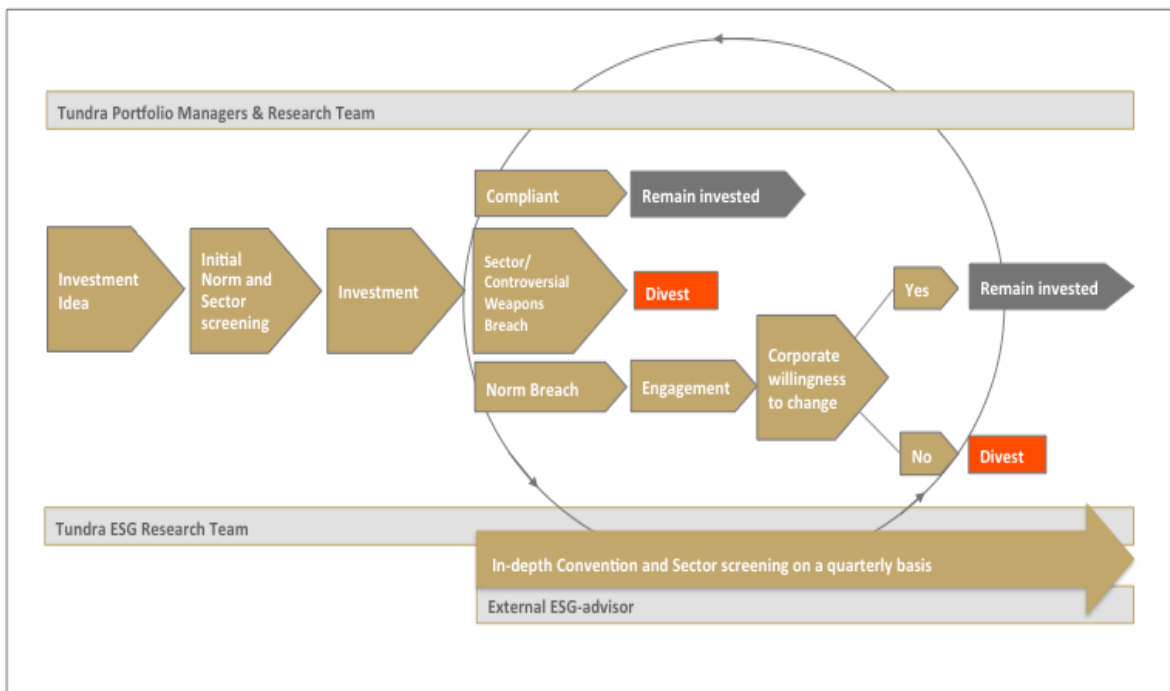 Tundra Portfolio Managers & Research Team
Compliant
Remain invested
Investment
Idea
Initial
Norm and
Sector
screening
Investment
Sector/
Controversial
Weapons
Breach
Divest
Norm Breach
Engagement
Corporate
willingness
to change
Yes
Remain invested
No
Divest
Tundra ESG Research Team
In-depth Convention and Sector screening on a quarterly basis
External ESG-advisor